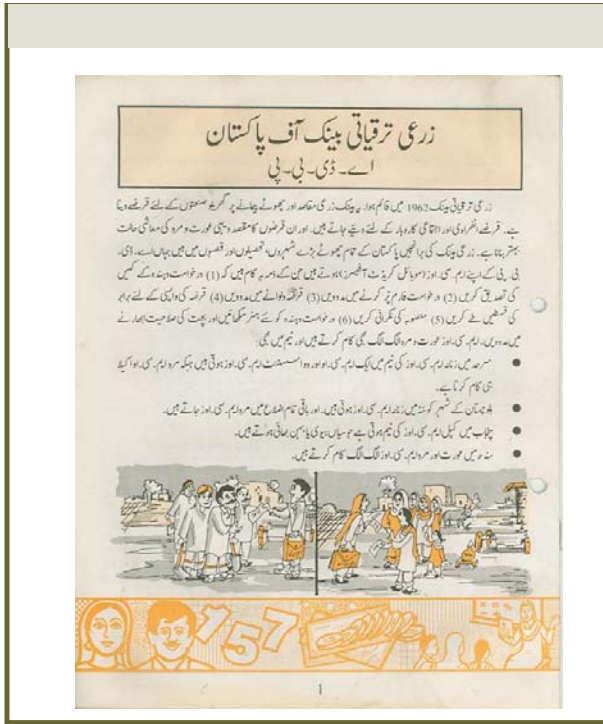 زرعی ترقیاتی بینک آف پاکستان
اے۔ ڈی۔ بی۔ پی
زرعی ترقیاتی بینک 1962 میں قائم ہوا۔ یہ بینک زرعی مقاصد اور چھوٹے پیمانے پر گھریلو صنعتوں کے لئے قرضے دیتا
ہے۔ قرضے انفرادی اور اجتماعی کاروبار کے لئے دیئے جاتے ہیں۔ اور ان قرضوں کا مقصد دیہی عورت و مرد کی معاشی حالت
بہتر بنانا ہے۔ زرعی بینک کی برانچیں پاکستان کے تمام چھوٹے بڑے شہروں، تحصیلوں اور قصبوں میں ہیں جہاں اے۔ ڈی۔
بی۔ پی کے اپنے ایم۔ سی۔ اوز (موبائل کریڈٹ آفیسرز) ہوتے ہیں جن کے ذمہ یہ کام ہیں کہ (1) درخواست دہندہ کے کیس
کی تصدیق کریں (2) درخواست فارم پُر کرنے میں مدد دیں (3) قرضہ دلوانے میں مدد دیں (4) قرضہ کی واپسی کے لئے برابر
کی قسطیں طے کریں (5) منصوبہ کی نگرانی کریں (6) درخواست دہندہ کو نئے ہنر سکھائیں اور بچت کی صلاحیت ابھارنے
میں مدد دیں۔ ایم۔ سی۔ اوز عورت و مرد الگ الگ بھی کام کرتے ہیں اور ٹیم میں بھی:
● سرحد میں زنانہ ایم۔ سی۔ اوز کی ٹیم میں ایک ایم۔ سی۔ او اور دو اسسٹنٹ ایم۔ سی۔ اوز ہوتی ہیں جبکہ مرد ایم۔ سی۔ او اکیلا
ہی کام کرتا ہے۔
● بلوچستان کے شہر کوئٹہ میں زنانہ ایم۔ سی۔ اوز ہوتی ہیں۔ اور باقی تمام اضلاع میں مرد ایم۔ سی۔ اوز جاتے ہیں۔
● پنجاب میں کپل ایم۔ سی۔ اوز کی ٹیم ہوتی ہے جو میاں، بیوی یا بہن بھائی ہوتے ہیں۔
● سندھ میں عورت اور مرد ایم۔ سی۔ اوز الگ الگ کام کرتے ہیں۔
157
1